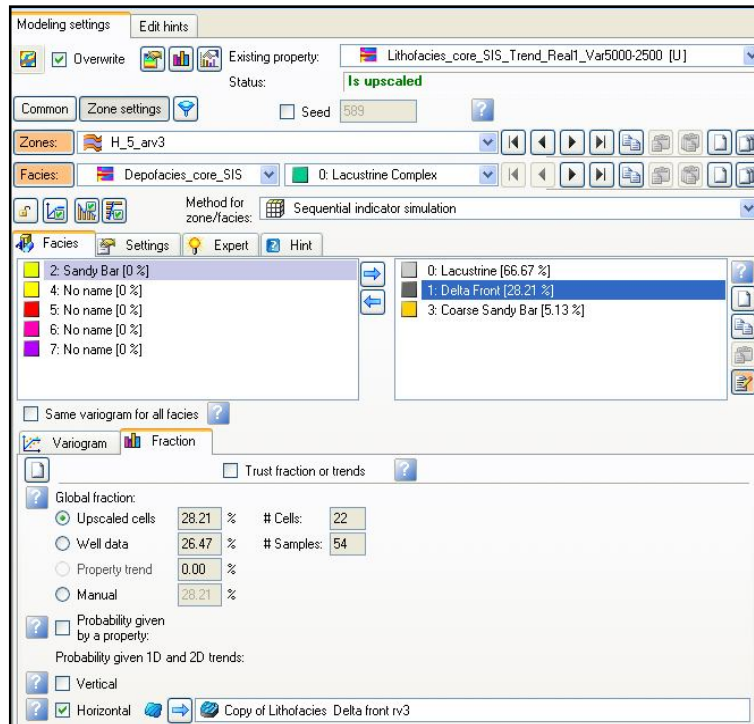 Modeling settings Edit hints
Overwrite Existing property: Lithofacies_core_SIS_Trend_Real1_Var5000-2500 [U]
Status: Is upscaled
Common Zone settings Seed 589 ?
Zones: H_5_arv3
Facies: Depofacies_core_SIS 0: Lacustrine Complex
Method for zone/facies: Sequential indicator simulation
Facies Settings Expert Hint
2: Sandy Bar [0 %]
4: No name [0 %]
5: No name [0 %]
6: No name [0 %]
7: No name [0 %]
0: Lacustrine [66.67 %]
1: Delta Front [28.21 %]
3: Coarse Sandy Bar [5.13 %]
Same variogram for all facies ?
Variogram Fraction
Trust fraction or trends ?
? Global fraction:
Upscaled cells 28.21 % # Cells: 22
Well data 26.47 % # Samples: 54
Property trend 0.00 %
Manual 28.21 %
? Probability given
by a property:
Probability given 1D and 2D trends:
? Vertical
? Horizontal Copy of Lithofacies Delta front rv3